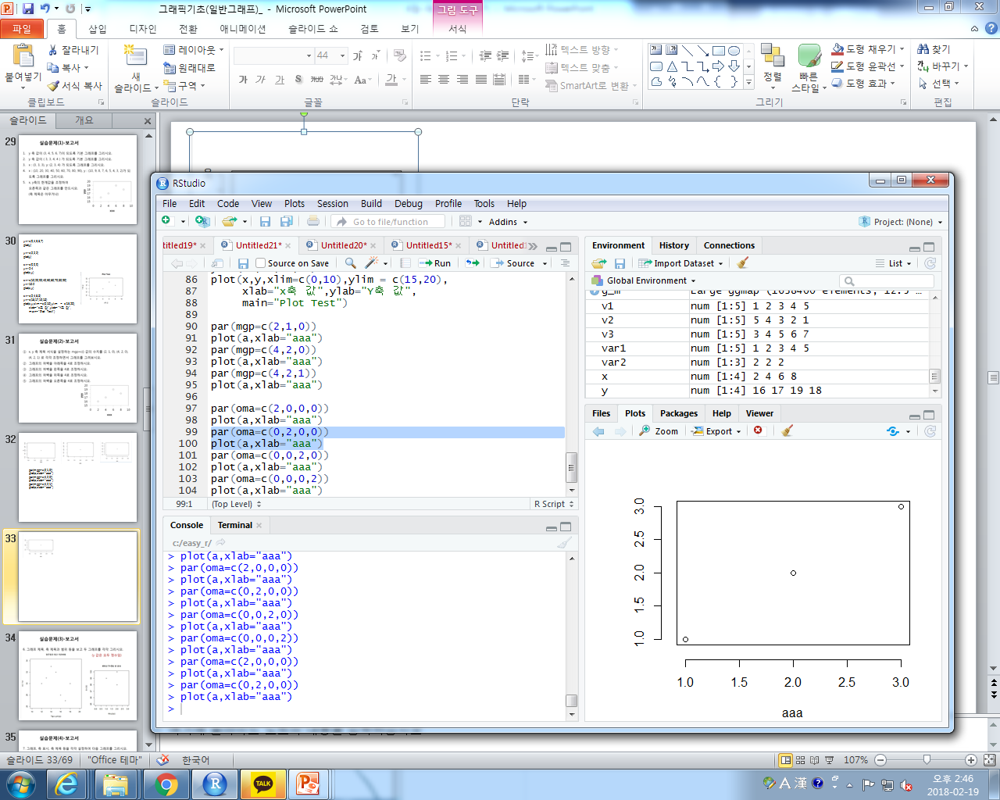 그래픽기초(일반그래프)_ - Microsoft PowerPoint
그림 도구
파일 홈 삽입 디자인 전환 애니메이션 슬라이드 쇼 검토 보기 서식
붙여넣기
잘라내기
복사
서식 복사
클립보드
새 슬라이드
레이아웃
원래대로
구역
슬라이드
44
글꼴
텍스트 방향
텍스트 맞춤
SmartArt로 변환
단락
정렬
빠른 스타일
도형 채우기
도형 윤곽선
도형 효과
그리기
찾기
바꾸기
선택
편집
슬라이드 개요
29
실습문제(1)-보고서
30
31
실습문제(2)-보고서
32
33
34
실습문제(3)-보고서
35
실습문제(4)-보고서
RStudio
File Edit Code View Plots Session Build Debug Profile Tools Help
Go to file/function
Addins
Project: (None)
Untitled21* Untitled20* Untitled15*
Source on Save
Run
Source
86 plot(x,y,xlim=c(0,10),ylim = c(15,20),
87 xlab="x축 값",ylab="Y축 값",
88 main="Plot Test")
89
90 par(mgp=c(2,1,0))
91 plot(a,xlab="aaa")
92 par(mgp=c(4,2,0))
93 plot(a,xlab="aaa")
94 par(mgp=c(4,2,1))
95 plot(a,xlab="aaa")
96
97 par(oma=c(2,0,0,0))
98 plot(a,xlab="aaa")
99 par(oma=c(0,2,0,0))
100 plot(a,xlab="aaa")
101 par(oma=c(0,0,2,0))
102 plot(a,xlab="aaa")
103 par(oma=c(0,0,0,2))
104 plot(a,xlab="aaa")
99:1 (Top Level) R Script
Console Terminal
c:/easy_r/
> plot(a,xlab="aaa")
> par(oma=c(2,0,0,0))
> plot(a,xlab="aaa")
> par(oma=c(0,2,0,0))
> plot(a,xlab="aaa")
> par(oma=c(0,0,2,0))
> plot(a,xlab="aaa")
> par(oma=c(0,0,0,2))
> plot(a,xlab="aaa")
> par(oma=c(2,0,0,0))
> plot(a,xlab="aaa")
> par(oma=c(0,2,0,0))
> plot(a,xlab="aaa")
>
Environment History Connections
Import Dataset
List
Global Environment
v1 num [1:5] 1 2 3 4 5
v2 num [1:5] 5 4 3 2 1
v3 num [1:5] 3 4 5 6 7
var1 num [1:5] 1 2 3 4 5
var2 num [1:3] 2 2 2
x num [1:4] 2 4 6 8
y num [1:4] 16 17 19 18
Files Plots Packages Help Viewer
Zoom
Export
3.0
2.5
2.0
1.5
1.0
1.0 1.5 2.0 2.5 3.0
aaa
슬라이드 33/69 "Office 테마" 한국어
107%
TALK
A 漢
오후 2:46
2018-02-19